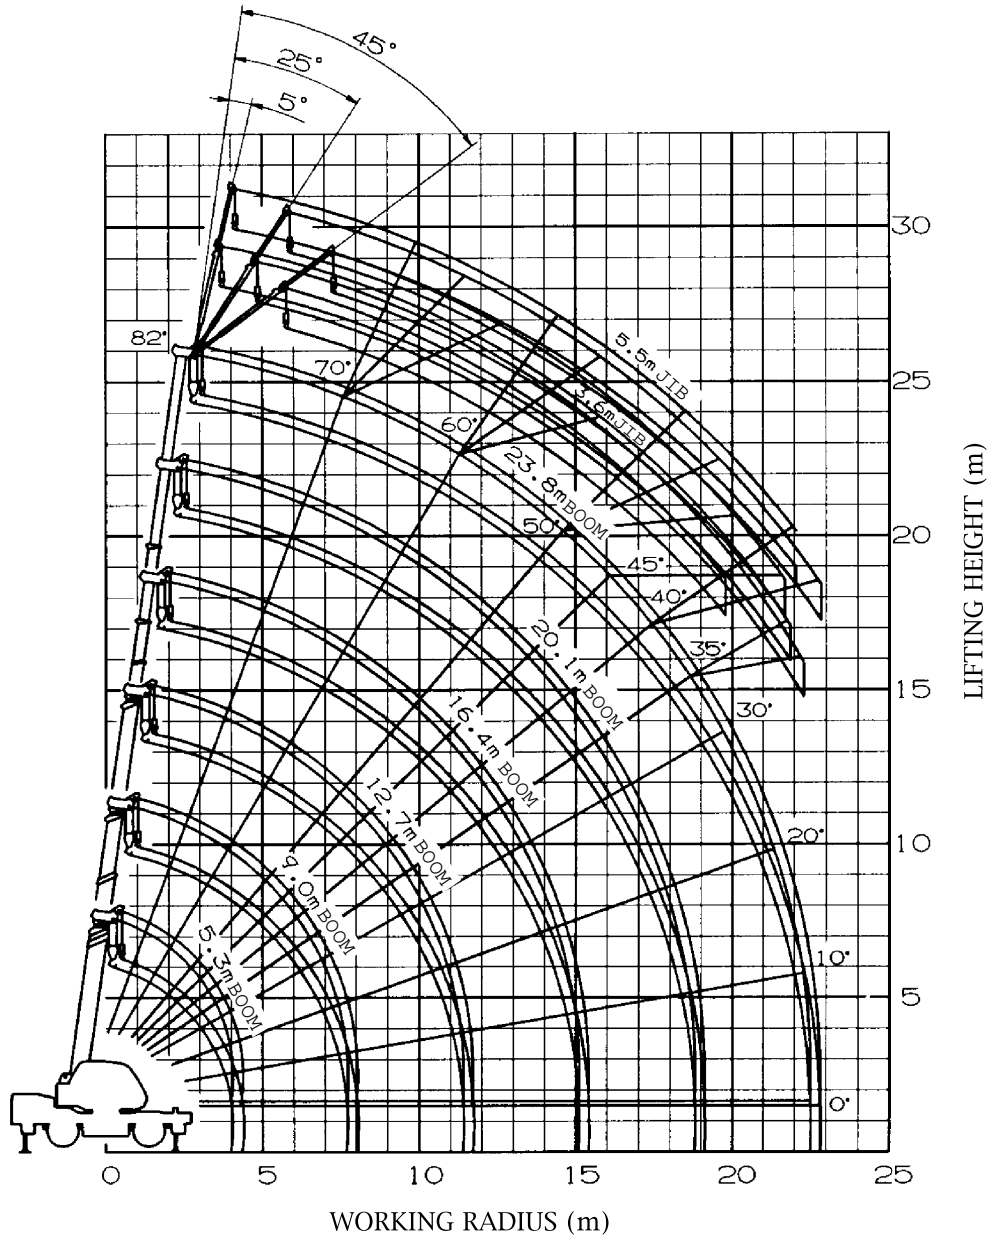 45°
25°
5°
30
82°
70°
5.5m JIB
25
3.6m JIB
60°
23.8m BOOM
50°
20
45°
40°
20.1m BOOM
35°
15
16.4m BOOM
30°
12.7m BOOM
20°
10
9.0m BOOM
5.3m BOOM
10°
5
0°
0
5
10
15
20
25
WORKING RADIUS (m)
LIFTING HEIGHT (m)